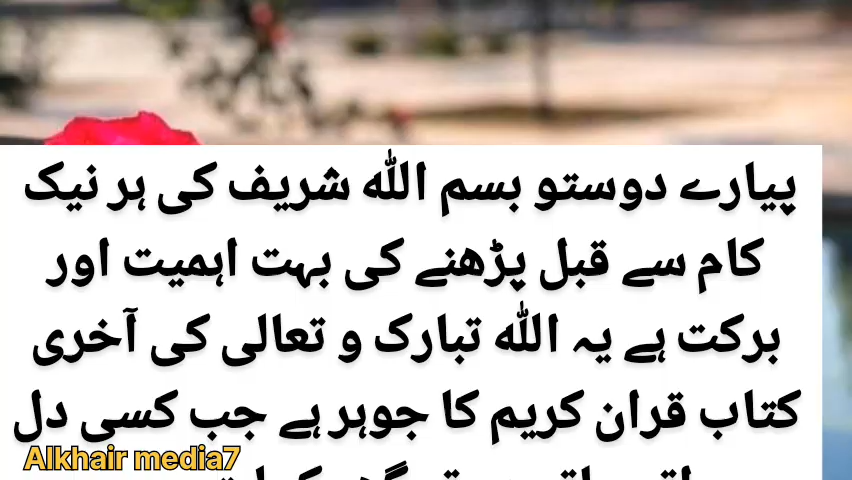 پیارے دوستو بسم اللہ شریف کی ہر نیک
کام سے قبل پڑھنے کی بہت اہمیت اور
برکت ہے یہ اللہ تبارک و تعالی کی آخری
کتاب قران کریم کا جوہر ہے جب کسی دل
Alkhair media7